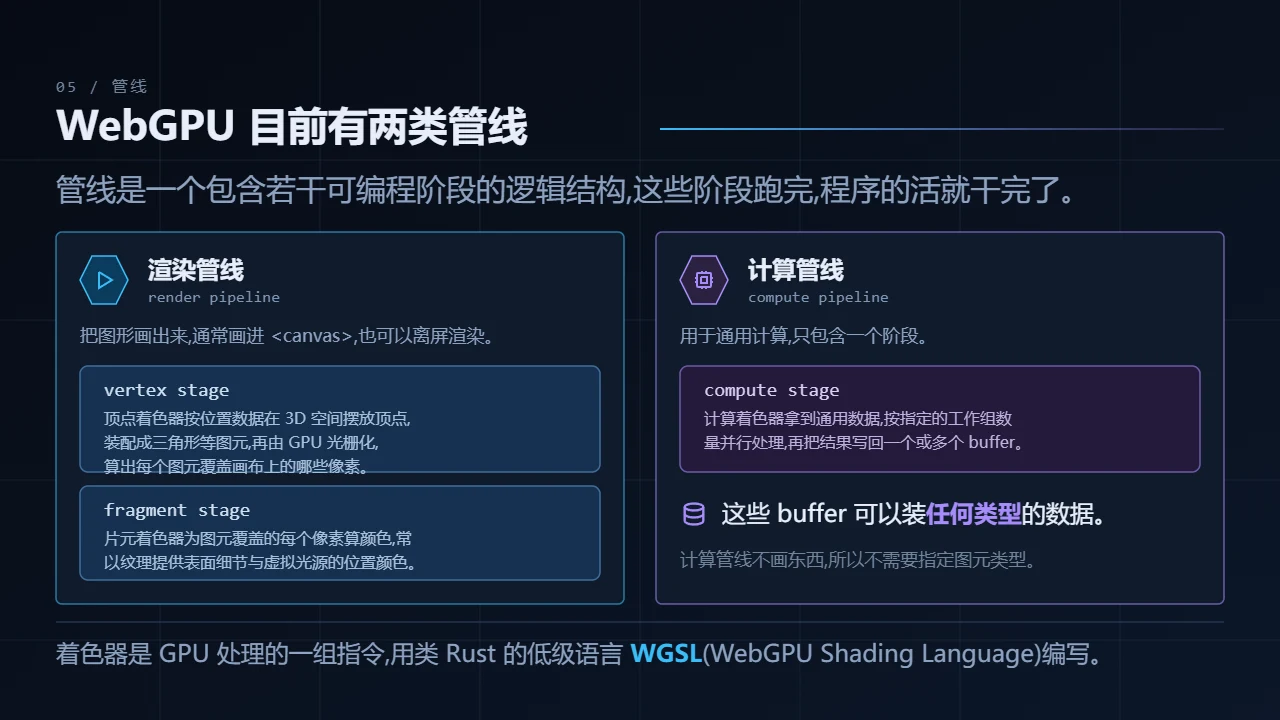 05 / 管线
WebGPU 目前有两类管线
管线是一个包含若干可编程阶段的逻辑结构,这些阶段跑完,程序的活就干完了。
渲染管线
render pipeline
把图形画出来,通常画进 <canvas>,也可以离屏渲染。
vertex stage
顶点着色器按位置数据在 3D 空间摆放顶点,
装配成三角形等图元,再由 GPU 光栅化,
算出每个图元覆盖画布上的哪些像素。
fragment stage
片元着色器为图元覆盖的每个像素算颜色,常
以纹理提供表面细节与虚拟光源的位置颜色。
计算管线
compute pipeline
用于通用计算,只包含一个阶段。
compute stage
计算着色器拿到通用数据,按指定的工作组数
量并行处理,再把结果写回一个或多个 buffer。
这些 buffer 可以装任何类型的数据。
计算管线不画东西,所以不需要指定图元类型。
着色器是 GPU 处理的一组指令,用类 Rust 的低级语言 WGSL(WebGPU Shading Language)编写。